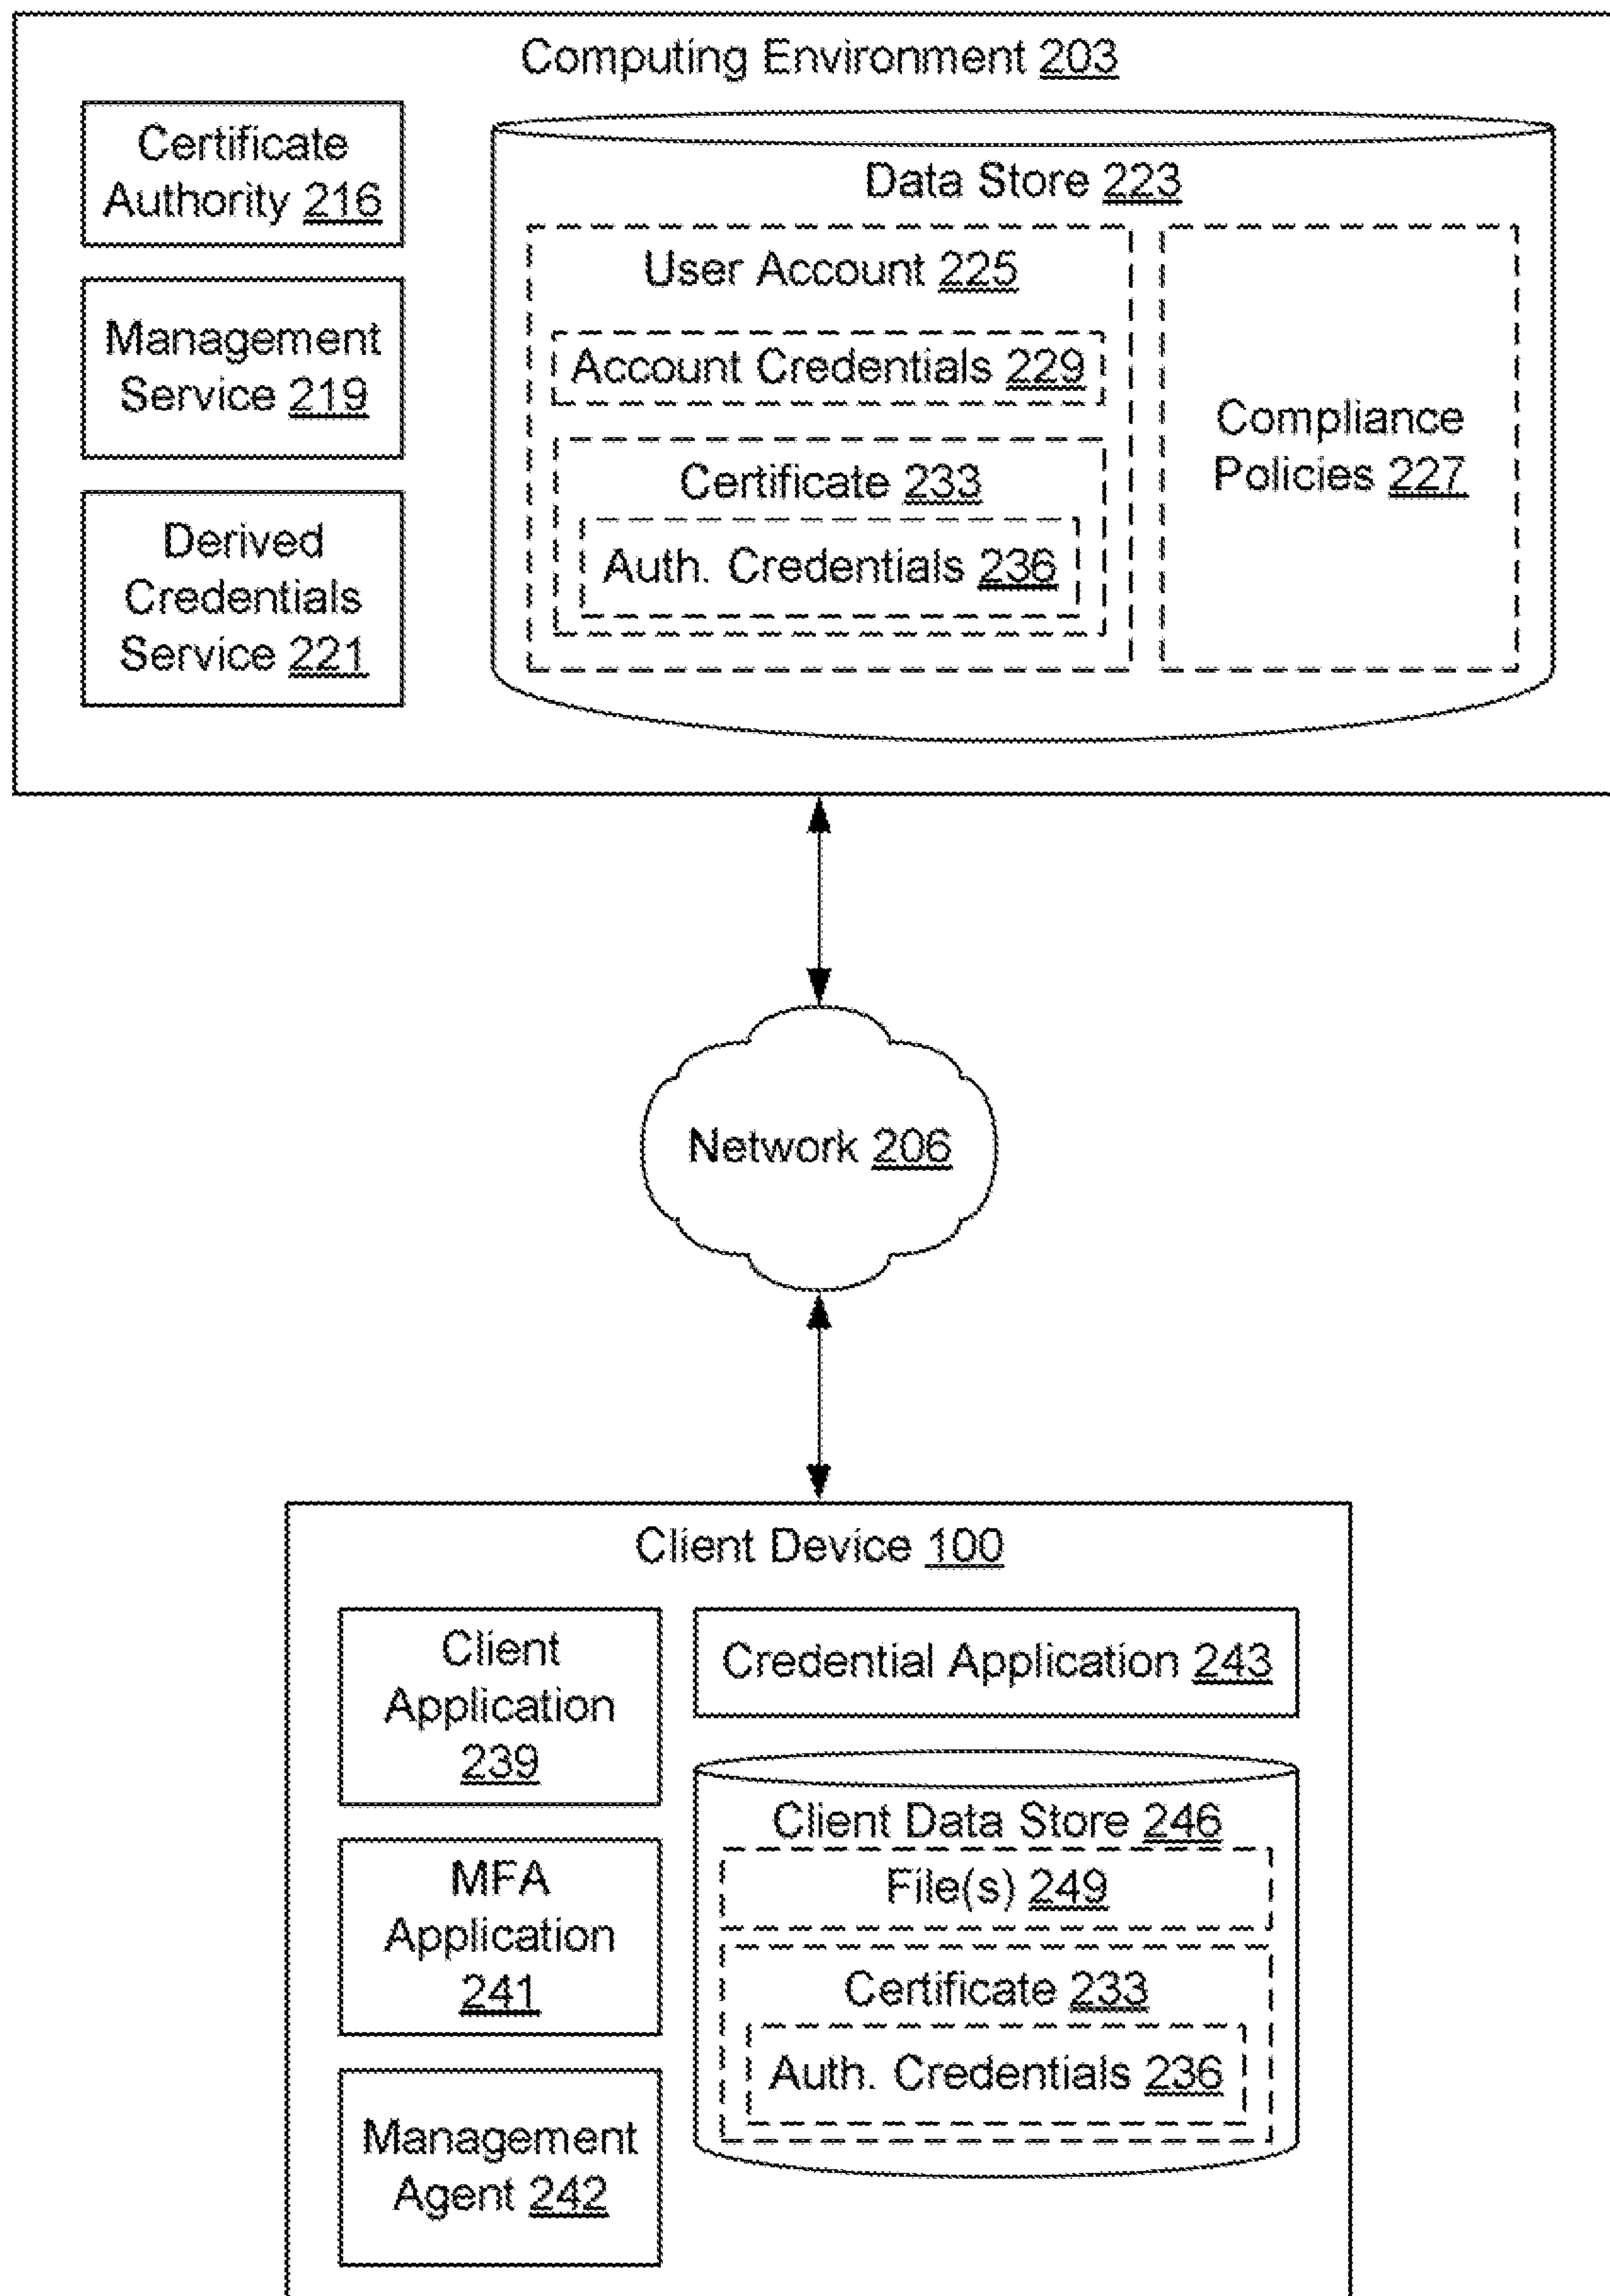 Computing Environment 203
Certificate
Authority 216
Management
Service 219
Derived
Credentials
Service 221
Data Store 223
User Account 225
Account Credentials 229
Certificate 233
Auth. Credentials 236
Compliance
Policies 227
Network 206
Client Device 100
Client
Application
239
MFA
Application
241
Management
Agent 242
Credential Application 243
Client Data Store 246
File(s) 249
Certificate 233
Auth. Credentials 236